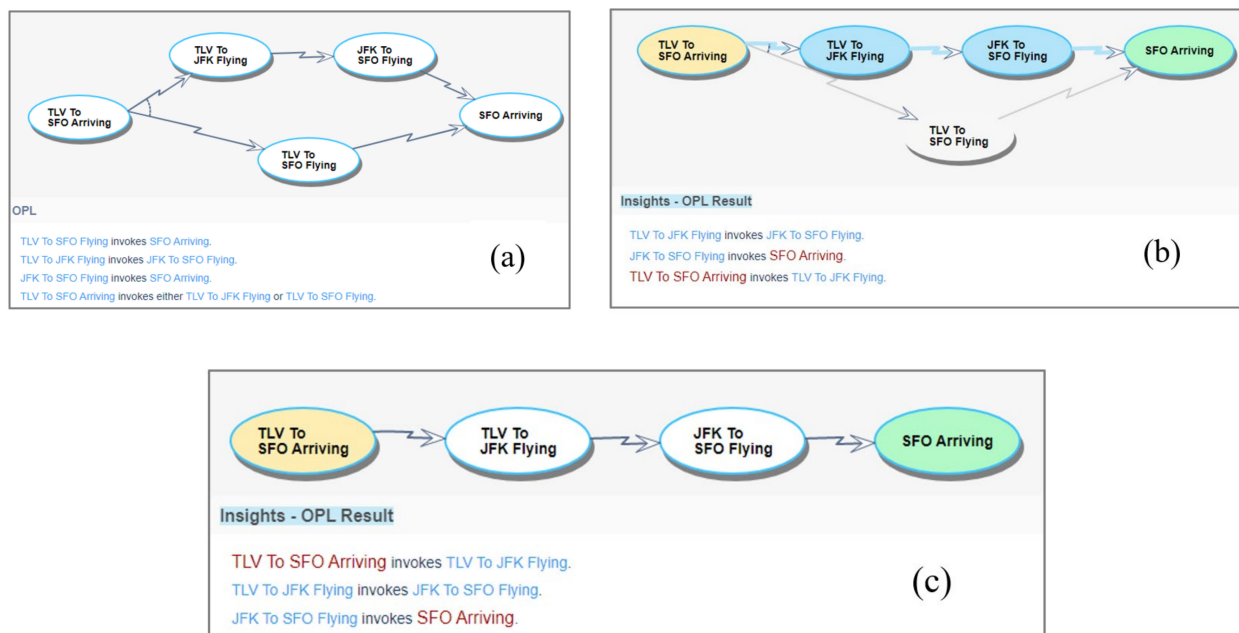 TLV To
SFO Arriving
TLV To
JFK Flying
JFK To
SFO Flying
TLV To
SFO Flying
SFO Arriving
OPL
TLV To SFO Flying invokes SFO Arriving.
TLV To JFK Flying invokes JFK To SFO Flying.
JFK To SFO Flying invokes SFO Arriving.
TLV To SFO Arriving invokes either TLV To JFK Flying or TLV To SFO Flying.
(a)
TLV To
SFO Arriving
TLV To
JFK Flying
JFK To
SFO Flying
SFO Arriving
TLV To
SFO Flying
Insights - OPL Result
TLV To JFK Flying invokes JFK To SFO Flying.
JFK To SFO Flying invokes SFO Arriving.
TLV To SFO Arriving invokes TLV To JFK Flying.
(b)
TLV To
SFO Arriving
TLV To
JFK Flying
JFK To
SFO Flying
SFO Arriving
Insights - OPL Result
TLV To SFO Arriving invokes TLV To JFK Flying.
TLV To JFK Flying invokes JFK To SFO Flying.
JFK To SFO Flying invokes SFO Arriving.
(c)